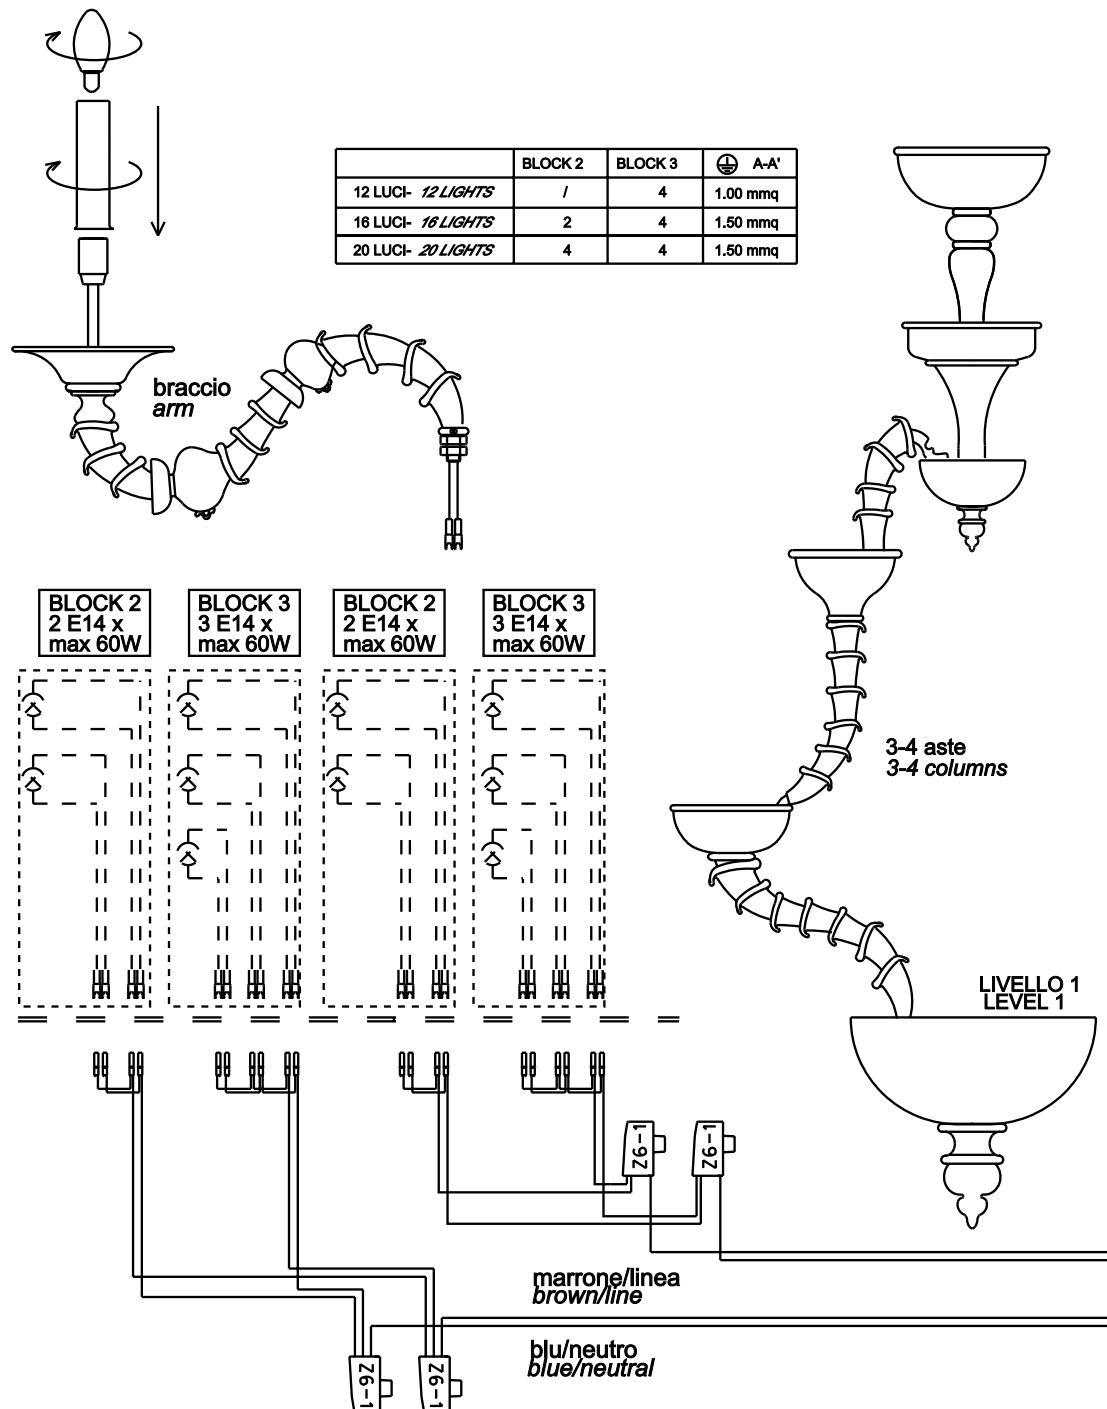 BLOCK 2 BLOCK 3 A-A'
12 LUCI- 12 LIGHTS / 4 1.00 mmq
16 LUCI- 16 LIGHTS 2 4 1.50 mmq
20 LUCI- 20 LIGHTS 4 4 1.50 mmq
braccio
arm
BLOCK 2
2 E14 x
max 60W
BLOCK 3
3 E14 x
max 60W
BLOCK 2
2 E14 x
max 60W
BLOCK 3
3 E14 x
max 60W
3-4 aste
3-4 columns
LIVELLO 1
LEVEL 1
Z6-1
Z6-1
marrone/linea
brown/line
blu/neutro
blue/neutral
Z6-1
Z6-1